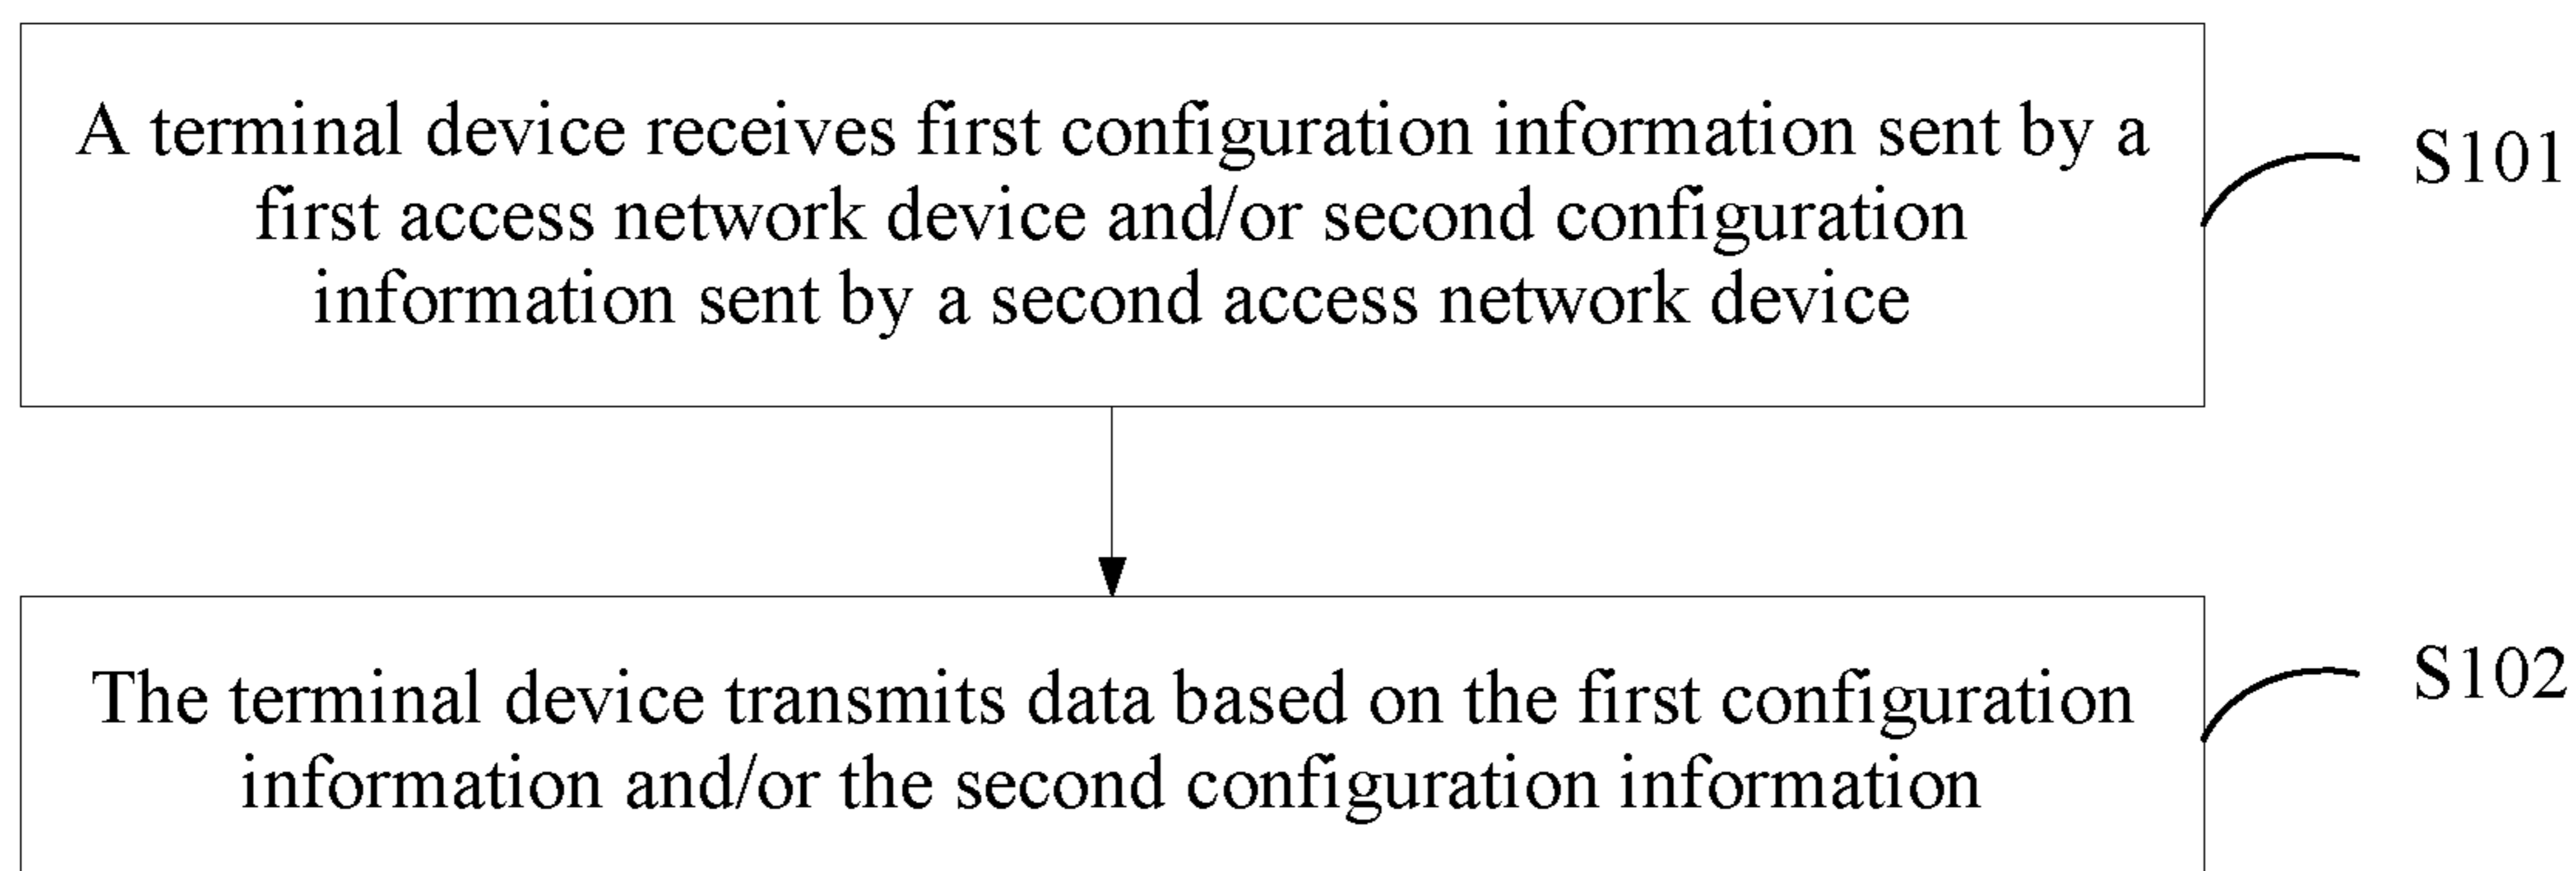 A terminal device receives first configuration information sent by a
first access network device and/or second configuration
information sent by a second access network device
S101
The terminal device transmits data based on the first configuration
information and/or the second configuration information
S102